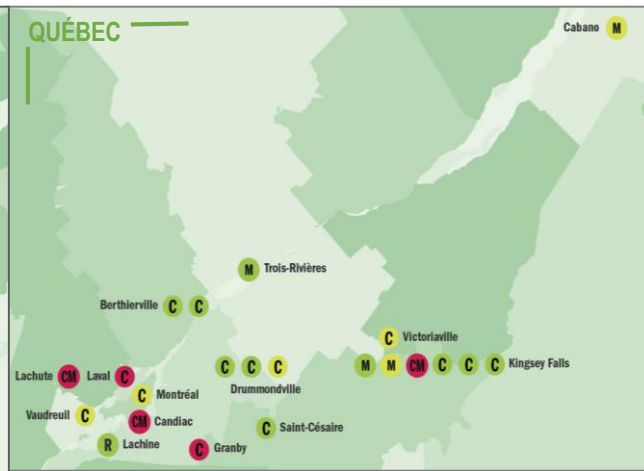 QUÉBEC
Cabano M
M Trois-Rivières
Berthierville C C
C Victoriaville
C C C
Drummondville
M M CM C C C Kingsey Falls
Lachute CM Laval C
C Montréal
Vaudreuil C
CM Candiac
C Saint-Césaire
R Lachine
C Granby